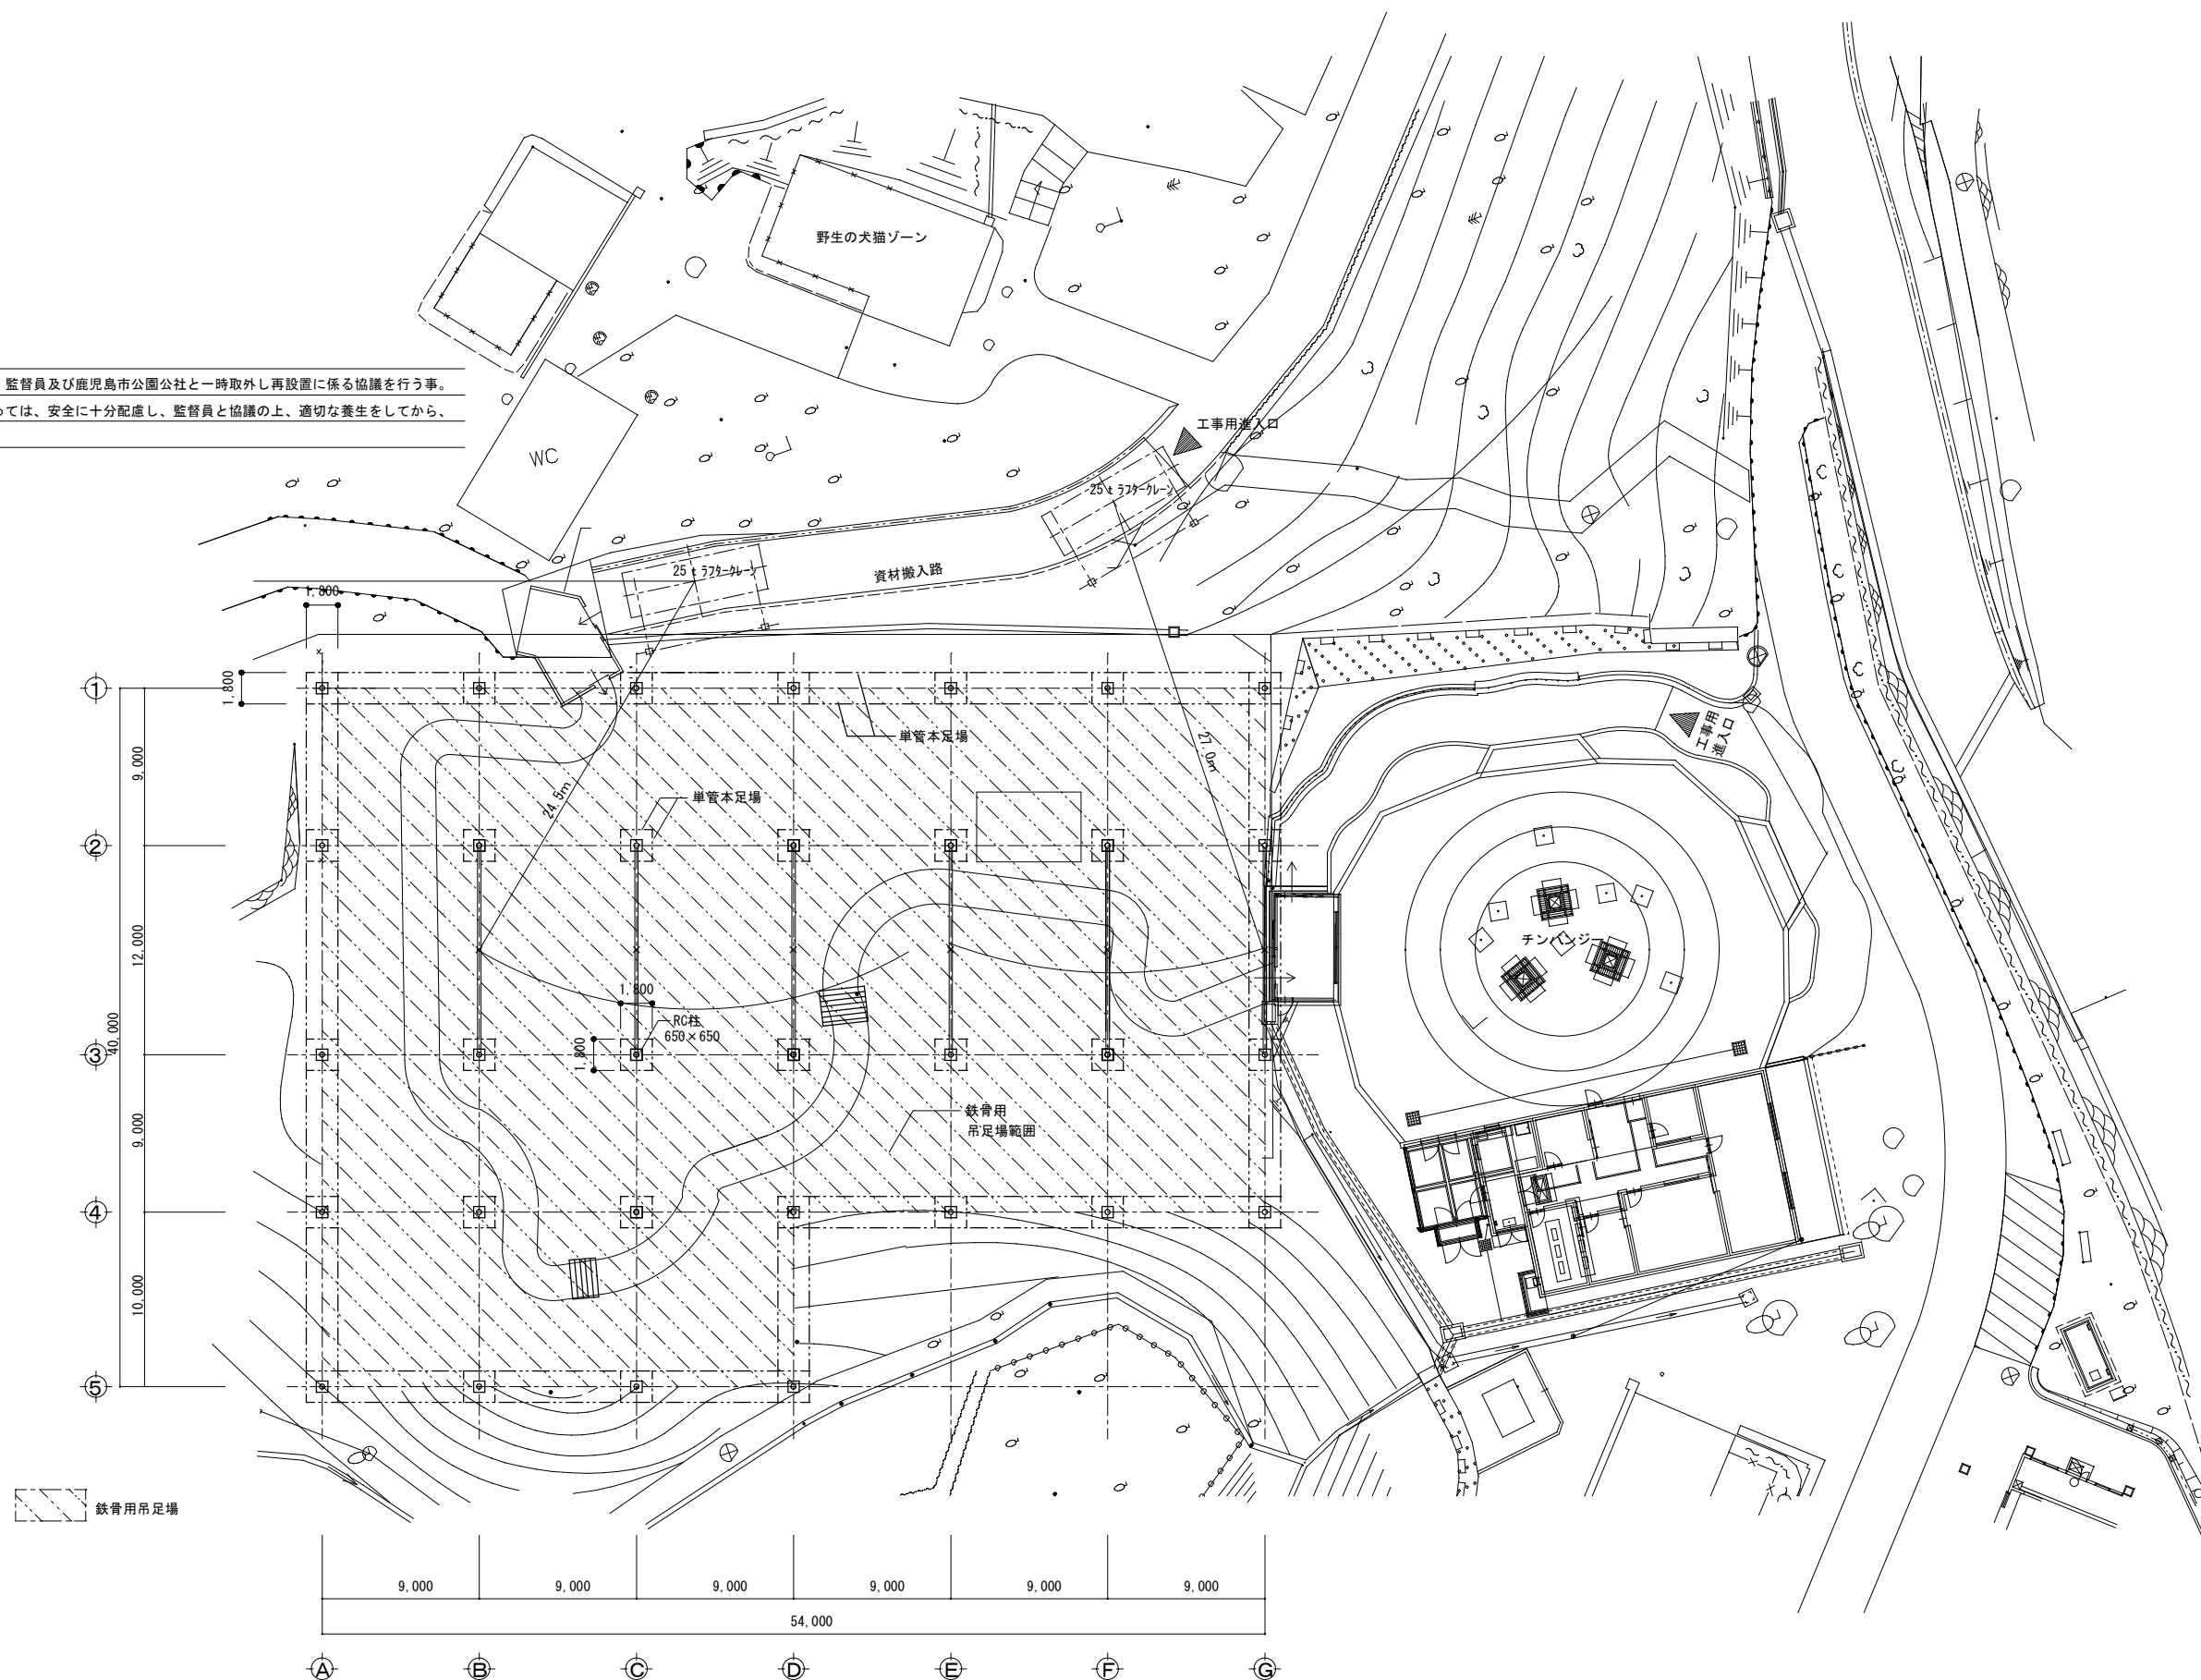 野生の犬猫ゾーン
監督員及び鹿児島市公園公社と一時取外し再設置に係る協議を行う事。
っては、安全に十分配慮し、監督員と協議の上、適切な養生をしてから、
工事用進入口
WC
25ｔラフタークレーン
25ｔラフタークレーン
資材搬入路
1,800
①
1,800
工事用
進入口
単管本足場
27.0m
9,000
単管本足場
24.5m
②
12,000
チンパンジー
1,800
40,000
RC柱
650×650
③
1,800
鉄骨用
吊足場範囲
9,000
④
10,000
⑤
鉄骨用吊足場
9,000
9,000
9,000
9,000
9,000
9,000
54,000
Ⓐ
Ⓑ
Ⓒ
Ⓓ
Ⓔ
Ⓕ
Ⓖ